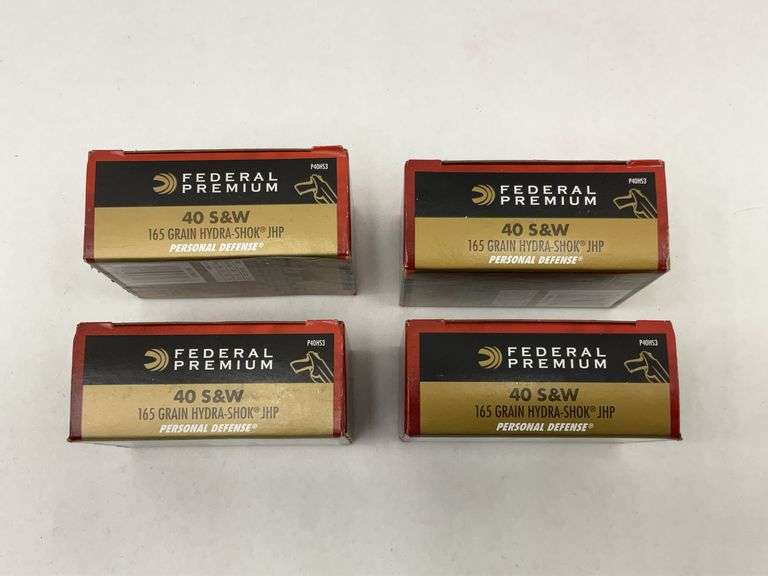 P40HS3
FEDERAL
PREMIUM
40 S&W
165 GRAIN HYDRA-SHOK® JHP
PERSONAL DEFENSE®
P40HS3
FEDERAL
PREMIUM
40 S&W
165 GRAIN HYDRA-SHOK® JHP
PERSONAL DEFENSE®
P40HS3
FEDERAL
PREMIUM
40 S&W
165 GRAIN HYDRA-SHOK® JHP
PERSONAL DEFENSE®
P40HS3
FEDERAL
PREMIUM
40 S&W
165 GRAIN HYDRA-SHOK® JHP
PERSONAL DEFENSE®